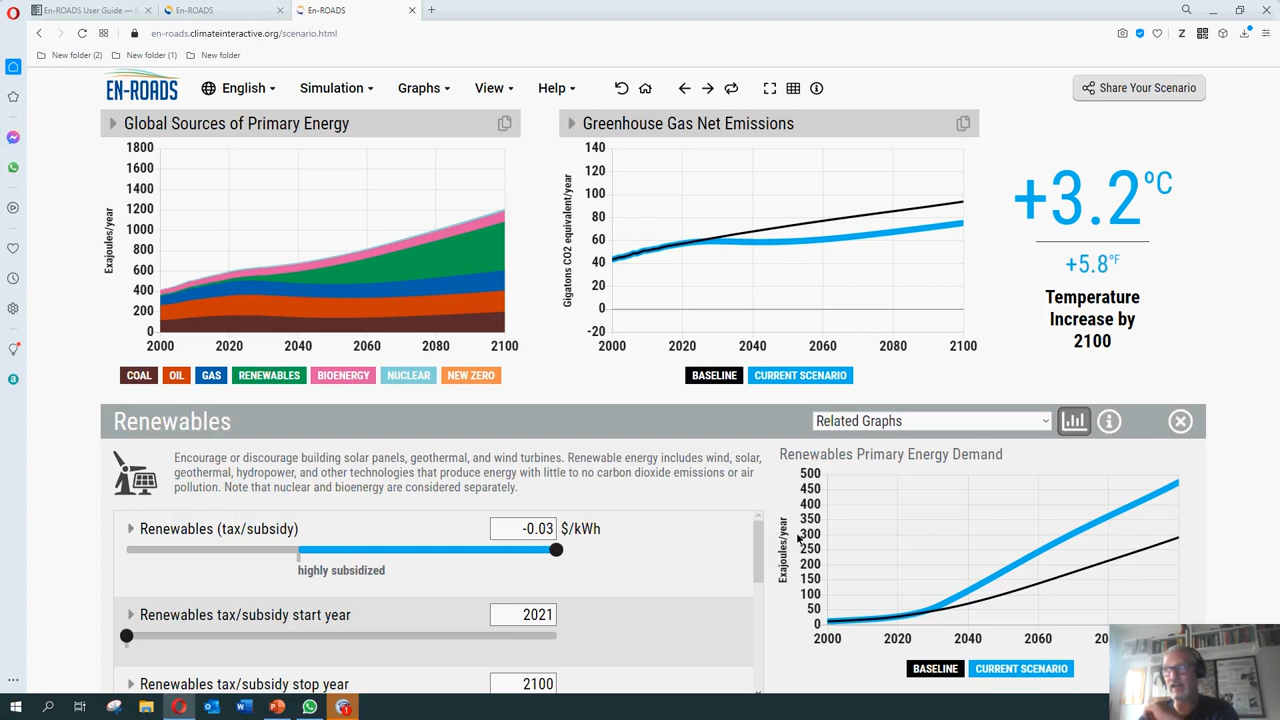 En-ROADS User Guide — 
En-ROADS
En-ROADS
en-roads.climateinteractive.org/scenario.html
New folder (2)
New folder (1)
New folder
EN-ROADS
English
Simulation
Graphs
View
Help
Share Your Scenario
Global Sources of Primary Energy
Exajoules/year
1800
1600
1400
1200
1000
800
600
400
200
0
2000 2020 2040 2060 2080 2100
COAL OIL GAS RENEWABLES BIOENERGY NUCLEAR NEW ZERO
Greenhouse Gas Net Emissions
Gigatons CO2 equivalent/year
140
120
100
80
60
40
20
0
-20
2000 2020 2040 2060 2080 2100
BASELINE CURRENT SCENARIO
+3.2°C
+5.8°F
Temperature
Increase by
2100
Renewables
Related Graphs
Encourage or discourage building solar panels, geothermal, and wind turbines. Renewable energy includes wind, solar,
geothermal, hydropower, and other technologies that produce energy with little to no carbon dioxide emissions or air
pollution. Note that nuclear and bioenergy are considered separately.
Renewables (tax/subsidy) -0.03 $/kWh
highly subsidized
Renewables tax/subsidy start year 2021
Renewables tax/subsidy stop year 2100
Renewables Primary Energy Demand
Exajoules/year
500
450
400
350
300
250
200
150
100
50
0
2000 2020 2040 2060
BASELINE CURRENT SCENARIO